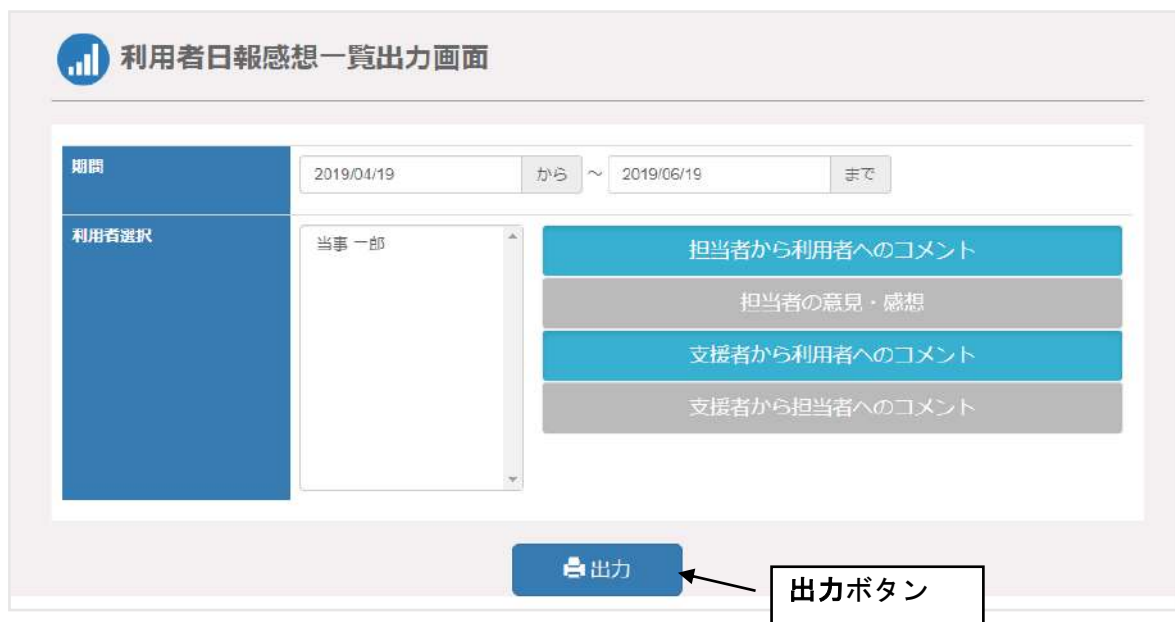 利用者日報感想一覧出力画面
期間
2019/04/19 から ～ 2019/06/19 まで
利用者選択
当事 一郎
担当者から利用者へのコメント
担当者の意見・感想
支援者から利用者へのコメント
支援者から担当者へのコメント
出力
出力ボタン